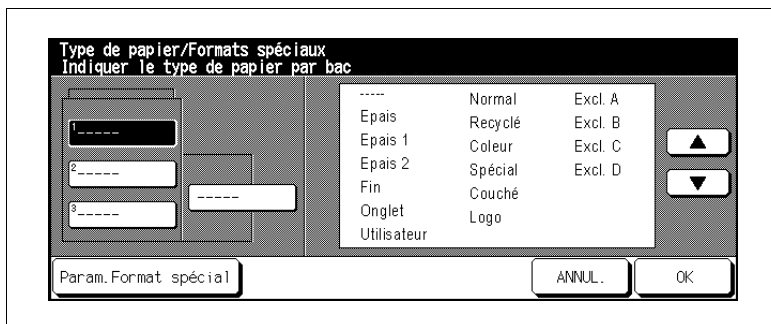 Type de papier/Formats spéciaux
Indiquer le type de papier par bac
1-----
2-----
3-----
-----
-----
Epais
Epais 1
Epais 2
Fin
Onglet
Utilisateur
Normal
Recyclé
Coleur
Spécial
Couché
Logo
Excl. A
Excl. B
Excl. C
Excl. D
Param.Format spécial
ANNUL.
OK